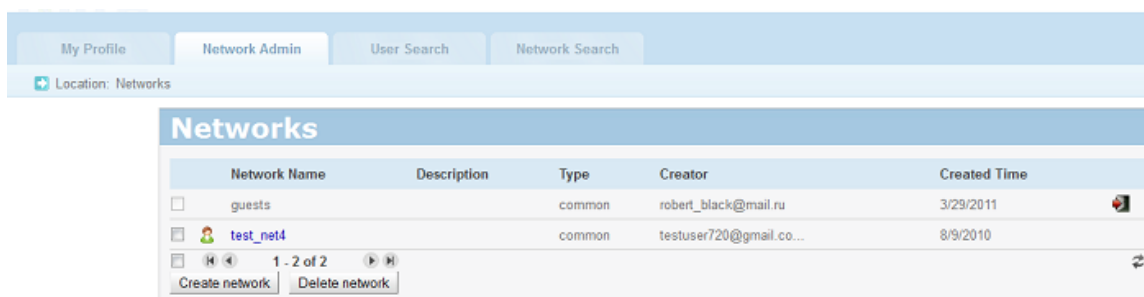 My Profile Network Admin User Search Network Search
Location: Networks
Networks
Network Name Description Type Creator Created Time
guests common robert_black@mail.ru 3/29/2011
test_net4 common testuser720@gmail.co... 8/9/2010
1 - 2 of 2
Create network Delete network